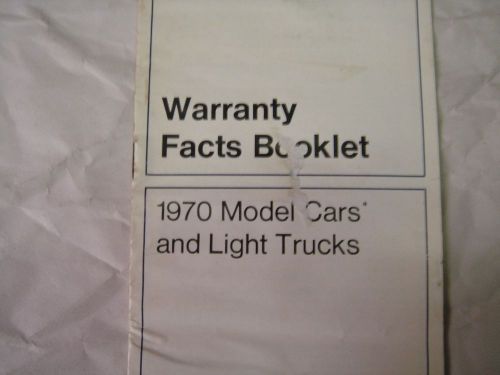 Warranty
Facts Booklet
1970 Model Cars*
and Light Trucks